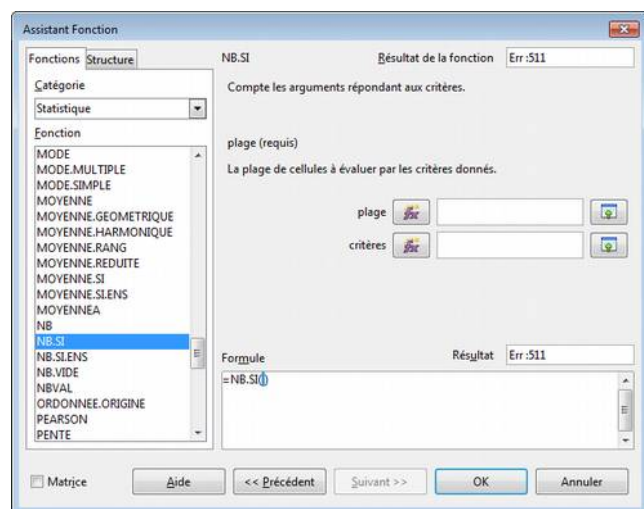 Assistant Fonction
Fonctions Structure
NB.SI
Résultat de la fonction Err :511
Catégorie
Statistique
Compte les arguments répondant aux critères.
Fonction
MODE
MODE.MULTIPLE
MODE.SIMPLE
MOYENNE
MOYENNE.GEOMETRIQUE
MOYENNE.HARMONIQUE
MOYENNE.RANG
MOYENNE.REDUITE
MOYENNE.SI
MOYENNE.SI.ENS
MOYENNEA
NB
NB.SI
NB.SI.ENS
NB.VIDE
NBVAL
ORDONNEE.ORIGINE
PEARSON
PENTE
plage (requis)
La plage de cellules à évaluer par les critères donnés.
plage
critères
Formule
Résultat Err :511
=NB.SI()
Matrice
Aide
<< Précédent
Suivant >>
OK
Annuler